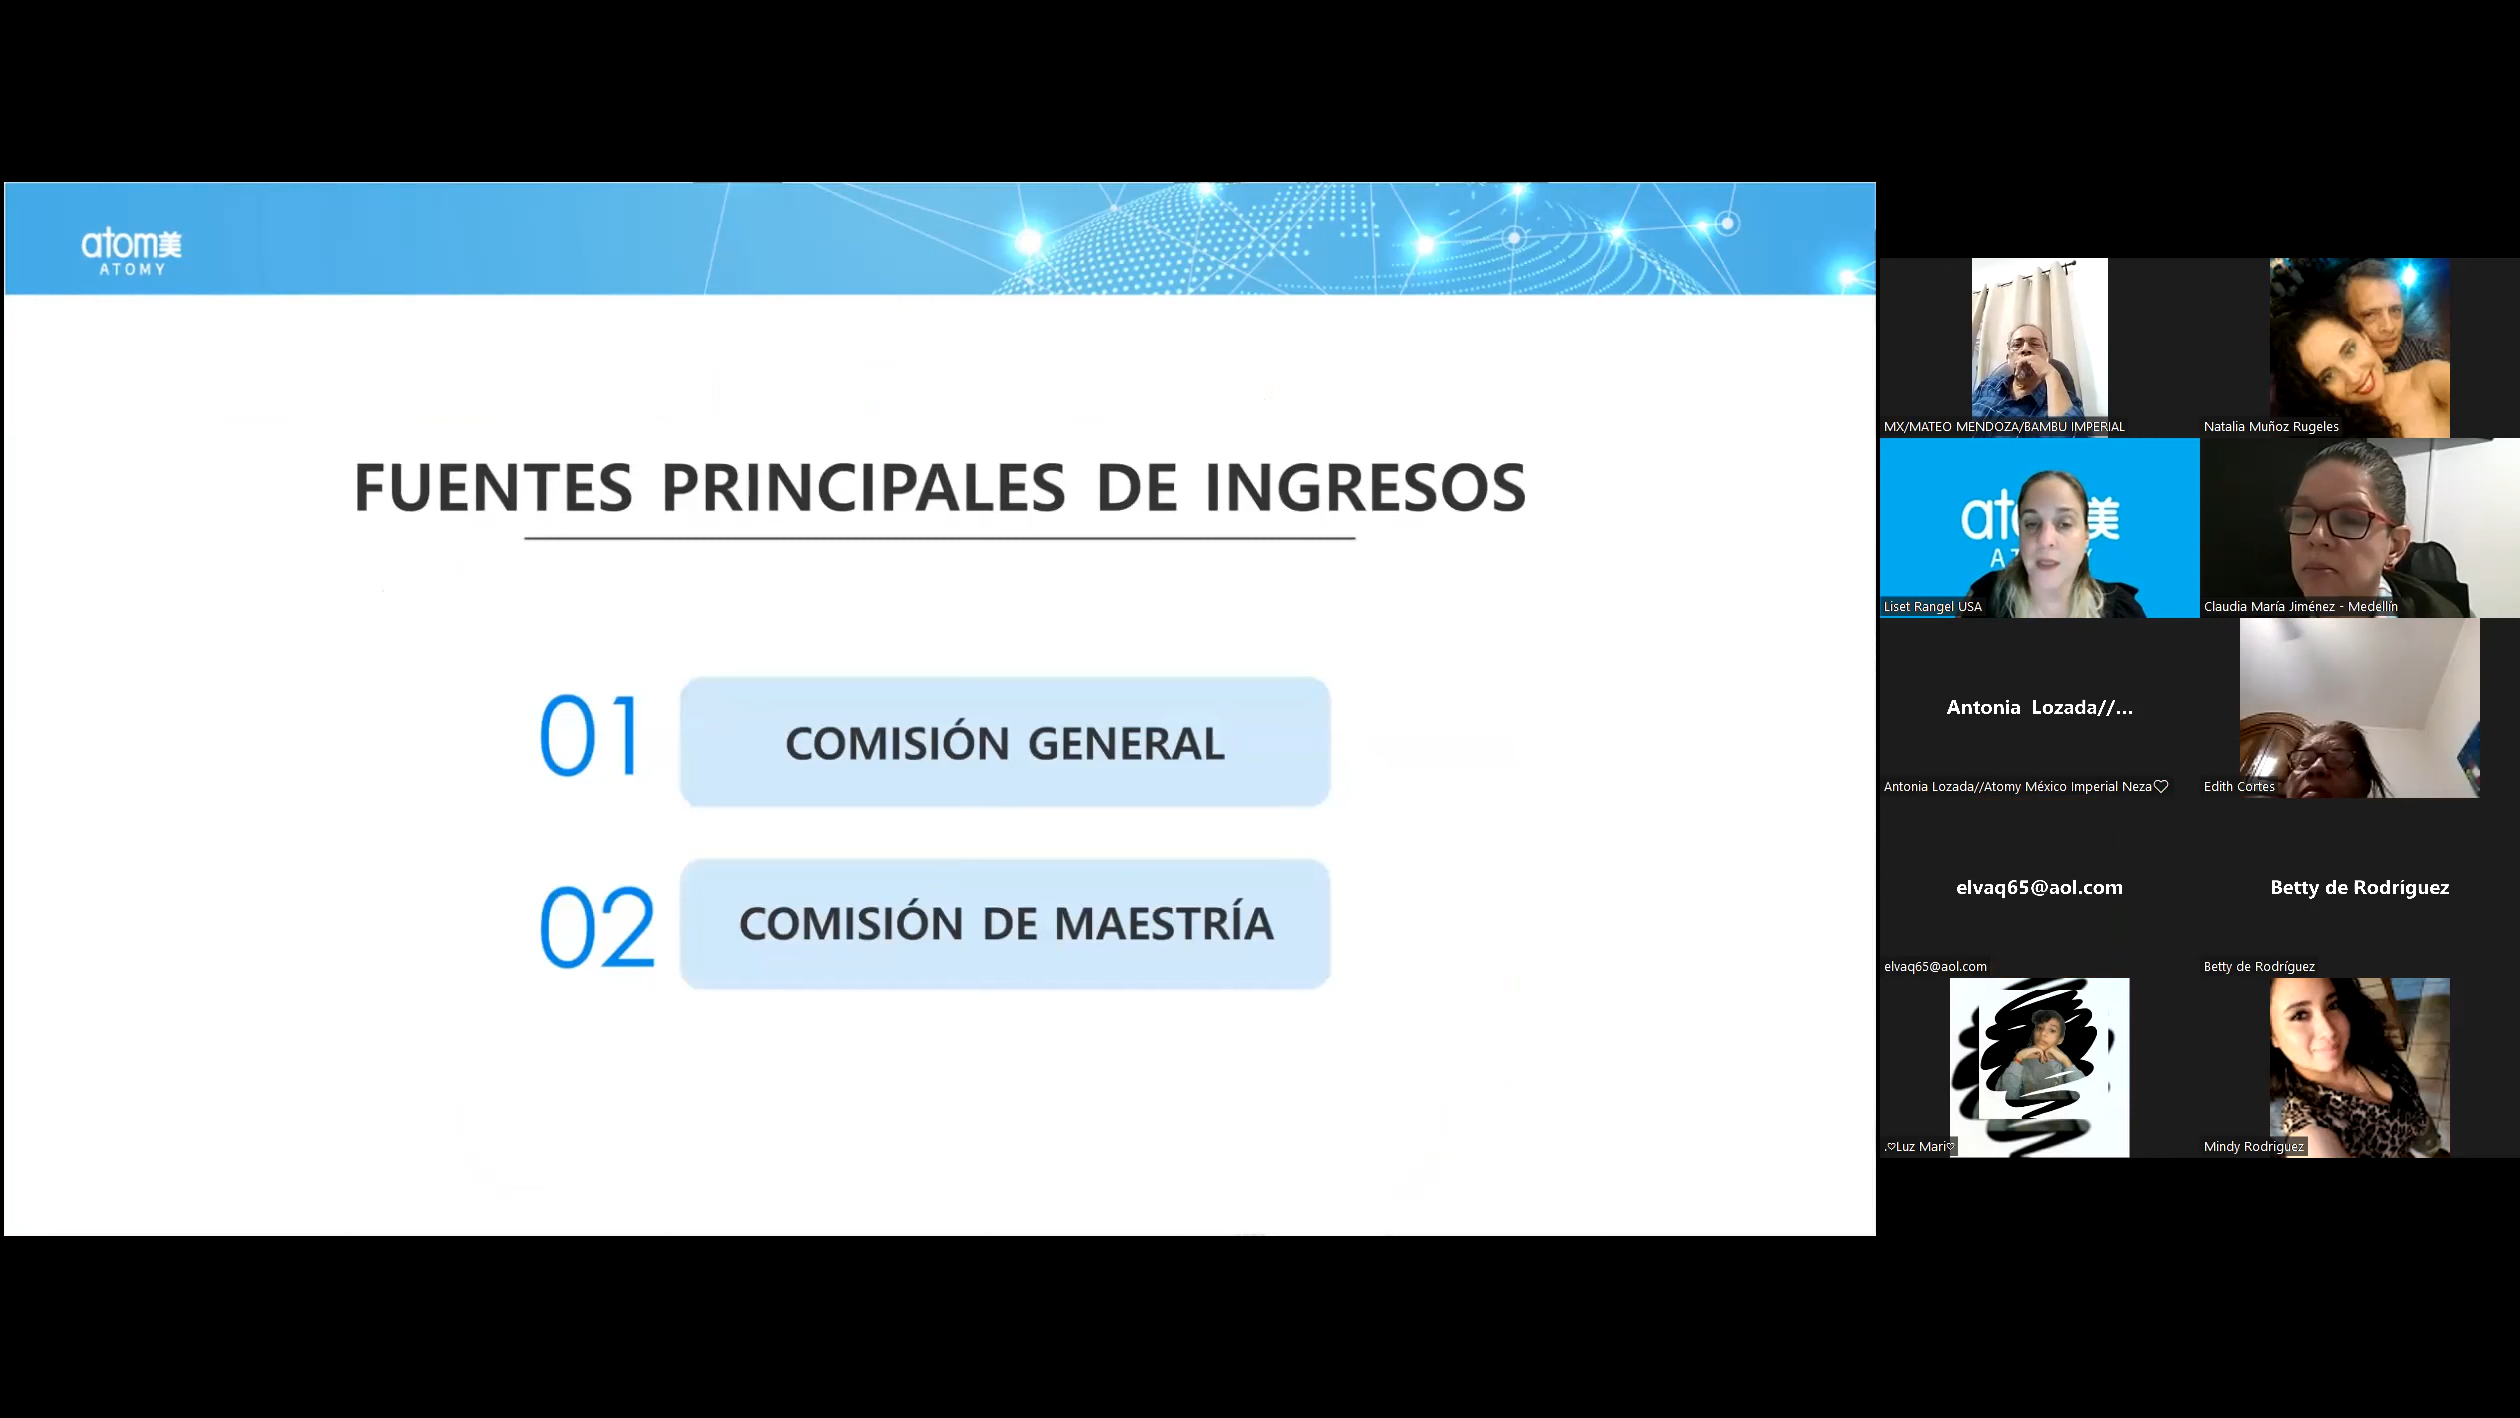 atom美
ATOMY
FUENTES PRINCIPALES DE INGRESOS
01 COMISIÓN GENERAL
02 COMISIÓN DE MAESTRÍA
MX/MATEO MENDOZA/BAMBU IMPERIAL
Natalia Muñoz Rugeles
Liset Rangel USA
Claudia María Jiménez - Medellín
Antonia Lozada//...
Antonia Lozada//Atomy México Imperial Neza♡
Edith Cortes
elvaq65@aol.com
elvaq65@aol.com
Betty de Rodríguez
Betty de Rodríguez
.♡Luz Mari♡
Mindy Rodriguez